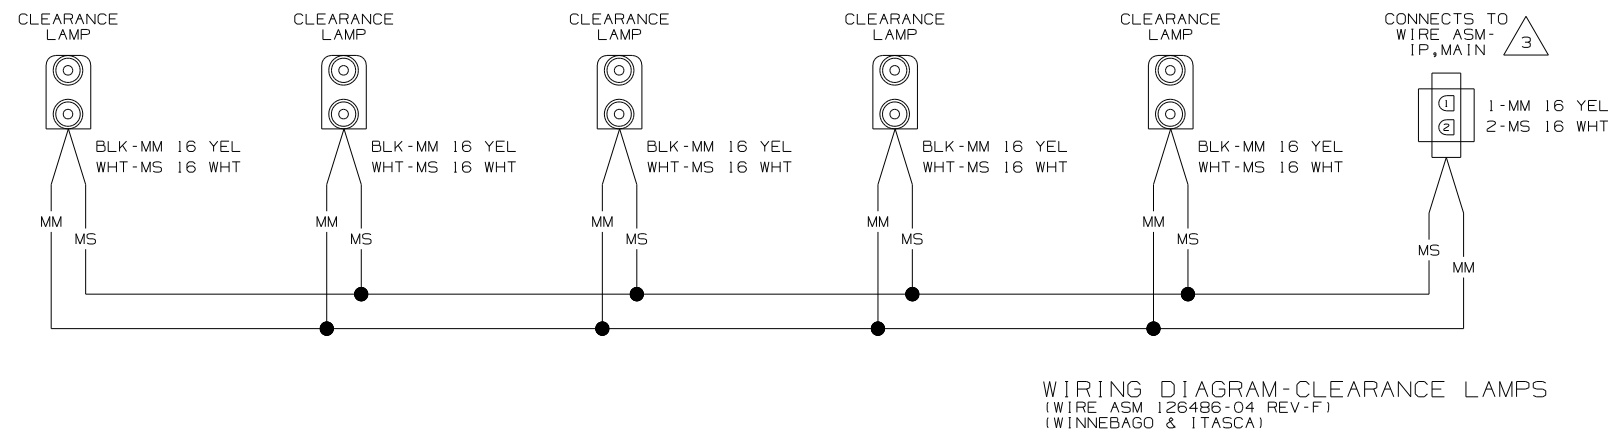 CLEARANCE
LAMP
CLEARANCE
LAMP
CLEARANCE
LAMP
CLEARANCE
LAMP
CLEARANCE
LAMP
CONNECTS TO
WIRE ASM-
IP,MAIN
3
1
2
1-MM 16 YEL
2-MS 16 WHT
BLK-MM 16 YEL
WHT-MS 16 WHT
BLK-MM 16 YEL
WHT-MS 16 WHT
BLK-MM 16 YEL
WHT-MS 16 WHT
BLK-MM 16 YEL
WHT-MS 16 WHT
BLK-MM 16 YEL
WHT-MS 16 WHT
MM
MS
MM
MS
MM
MS
MM
MS
MM
MS
MS
MM
WIRING DIAGRAM-CLEARANCE LAMPS
(WIRE ASM 126486-04 REV-F)
(WINNEBAGO & ITASCA)